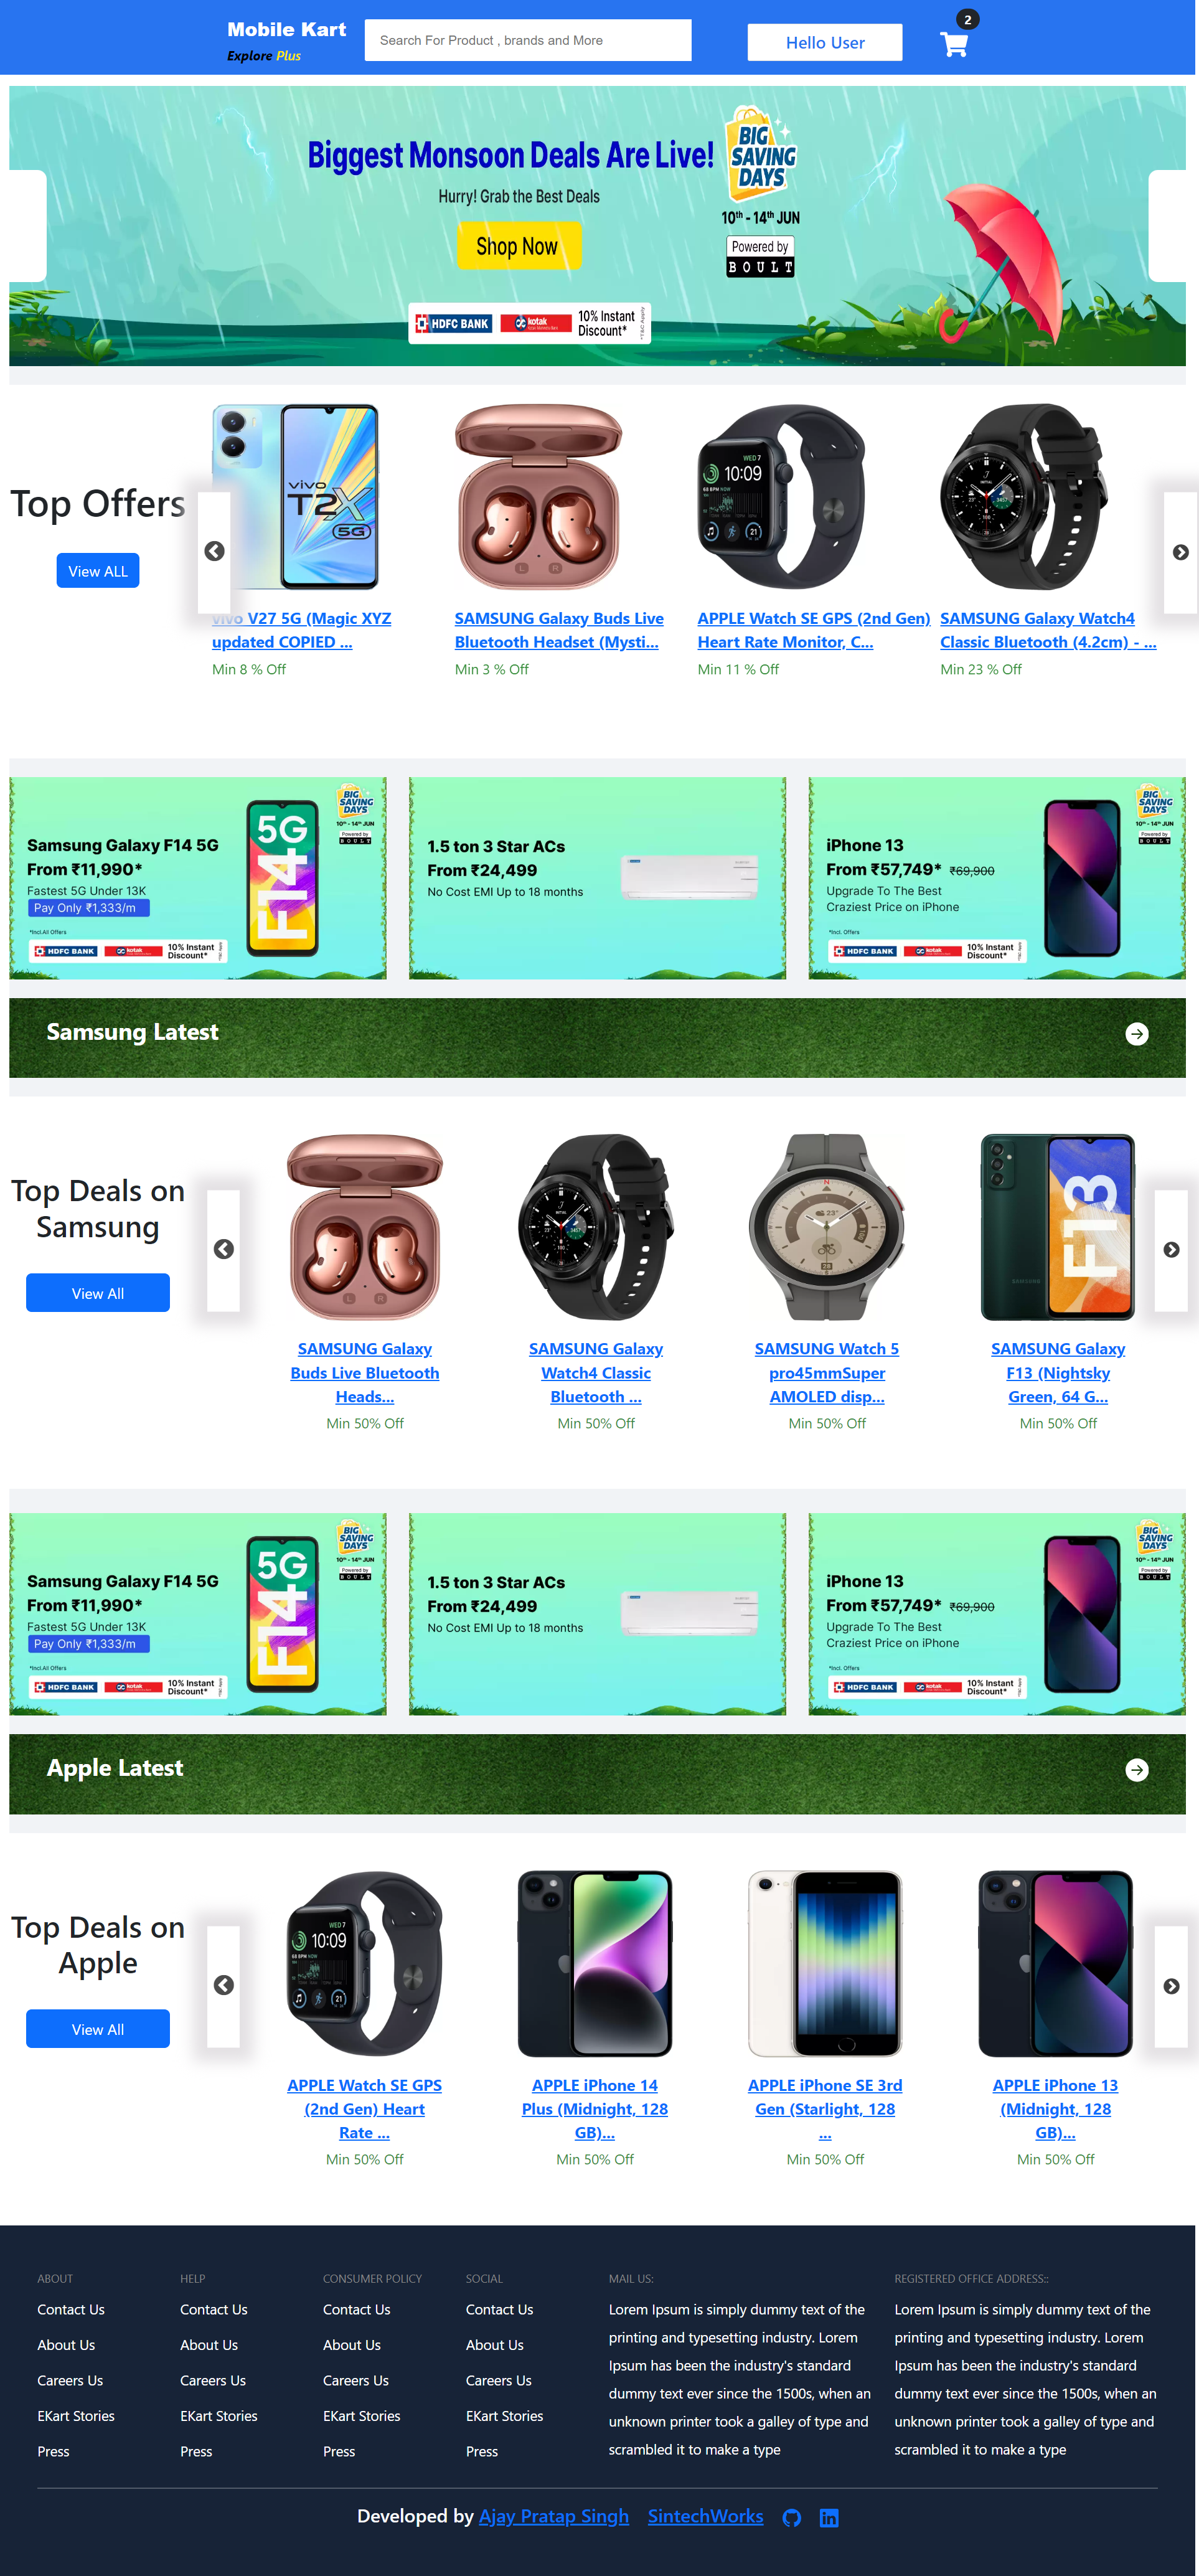 Mobile Kart
Explore Plus
Search For Product , brands and More
Hello User
2
Biggest Monsoon Deals Are Live!
Hurry! Grab the Best Deals
Shop Now
BIG
SAVING
DAYS
10th - 14th JUN
Powered by
BOULT
HDFC BANK
kotak
10% Instant
Discount*
Top Offers
View ALL
vivo
T2X
5G
WED 7
10:09
vivo V27 5G (Magic XYZ
updated COPIED ...
Min 8 % Off
SAMSUNG Galaxy Buds Live
Bluetooth Headset (Mysti...
Min 3 % Off
APPLE Watch SE GPS (2nd Gen)
Heart Rate Monitor, C...
Min 11 % Off
SAMSUNG Galaxy Watch4
Classic Bluetooth (4.2cm) - ...
Min 23 % Off
Samsung Galaxy F14 5G
From ₹11,990*
Fastest 5G Under 13K
Pay Only ₹1,333/m
*Incl.All Offers
HDFC BANK
kotak
10% Instant
Discount*
5G
F14
BIG
SAVING
DAYS
10th - 14th JUN
Powered by
BOULT
1.5 ton 3 Star ACs
From ₹24,499
No Cost EMI Up to 18 months
iPhone 13
From ₹57,749* ₹69,900
Upgrade To The Best
Craziest Price on iPhone
*Incl. Offers
HDFC BANK
kotak
10% Instant
Discount*
BIG
SAVING
DAYS
10th - 14th JUN
Powered by
BOULT
Samsung Latest
Top Deals on
Samsung
View All
F13
SAMSUNG
SAMSUNG Galaxy
Buds Live Bluetooth
Heads...
Min 50% Off
SAMSUNG Galaxy
Watch4 Classic
Bluetooth ...
Min 50% Off
SAMSUNG Watch 5
pro45mmSuper
AMOLED disp...
Min 50% Off
SAMSUNG Galaxy
F13 (Nightsky
Green, 64 G...
Min 50% Off
Samsung Galaxy F14 5G
From ₹11,990*
Fastest 5G Under 13K
Pay Only ₹1,333/m
*Incl.All Offers
HDFC BANK
kotak
10% Instant
Discount*
5G
F14
BIG
SAVING
DAYS
10th - 14th JUN
Powered by
BOULT
1.5 ton 3 Star ACs
From ₹24,499
No Cost EMI Up to 18 months
iPhone 13
From ₹57,749* ₹69,900
Upgrade To The Best
Craziest Price on iPhone
*Incl. Offers
HDFC BANK
kotak
10% Instant
Discount*
BIG
SAVING
DAYS
10th - 14th JUN
Powered by
BOULT
Apple Latest
Top Deals on
Apple
View All
WED 7
10:09
APPLE Watch SE GPS
(2nd Gen) Heart
Rate ...
Min 50% Off
APPLE iPhone 14
Plus (Midnight, 128
GB)...
Min 50% Off
APPLE iPhone SE 3rd
Gen (Starlight, 128
...
Min 50% Off
APPLE iPhone 13
(Midnight, 128
GB)...
Min 50% Off
ABOUT
Contact Us
About Us
Careers Us
EKart Stories
Press
HELP
Contact Us
About Us
Careers Us
EKart Stories
Press
CONSUMER POLICY
Contact Us
About Us
Careers Us
EKart Stories
Press
SOCIAL
Contact Us
About Us
Careers Us
EKart Stories
Press
MAIL US:
Lorem Ipsum is simply dummy text of the
printing and typesetting industry. Lorem
Ipsum has been the industry's standard
dummy text ever since the 1500s, when an
unknown printer took a galley of type and
scrambled it to make a type
REGISTERED OFFICE ADDRESS::
Lorem Ipsum is simply dummy text of the
printing and typesetting industry. Lorem
Ipsum has been the industry's standard
dummy text ever since the 1500s, when an
unknown printer took a galley of type and
scrambled it to make a type
Developed by Ajay Pratap Singh SintechWorks